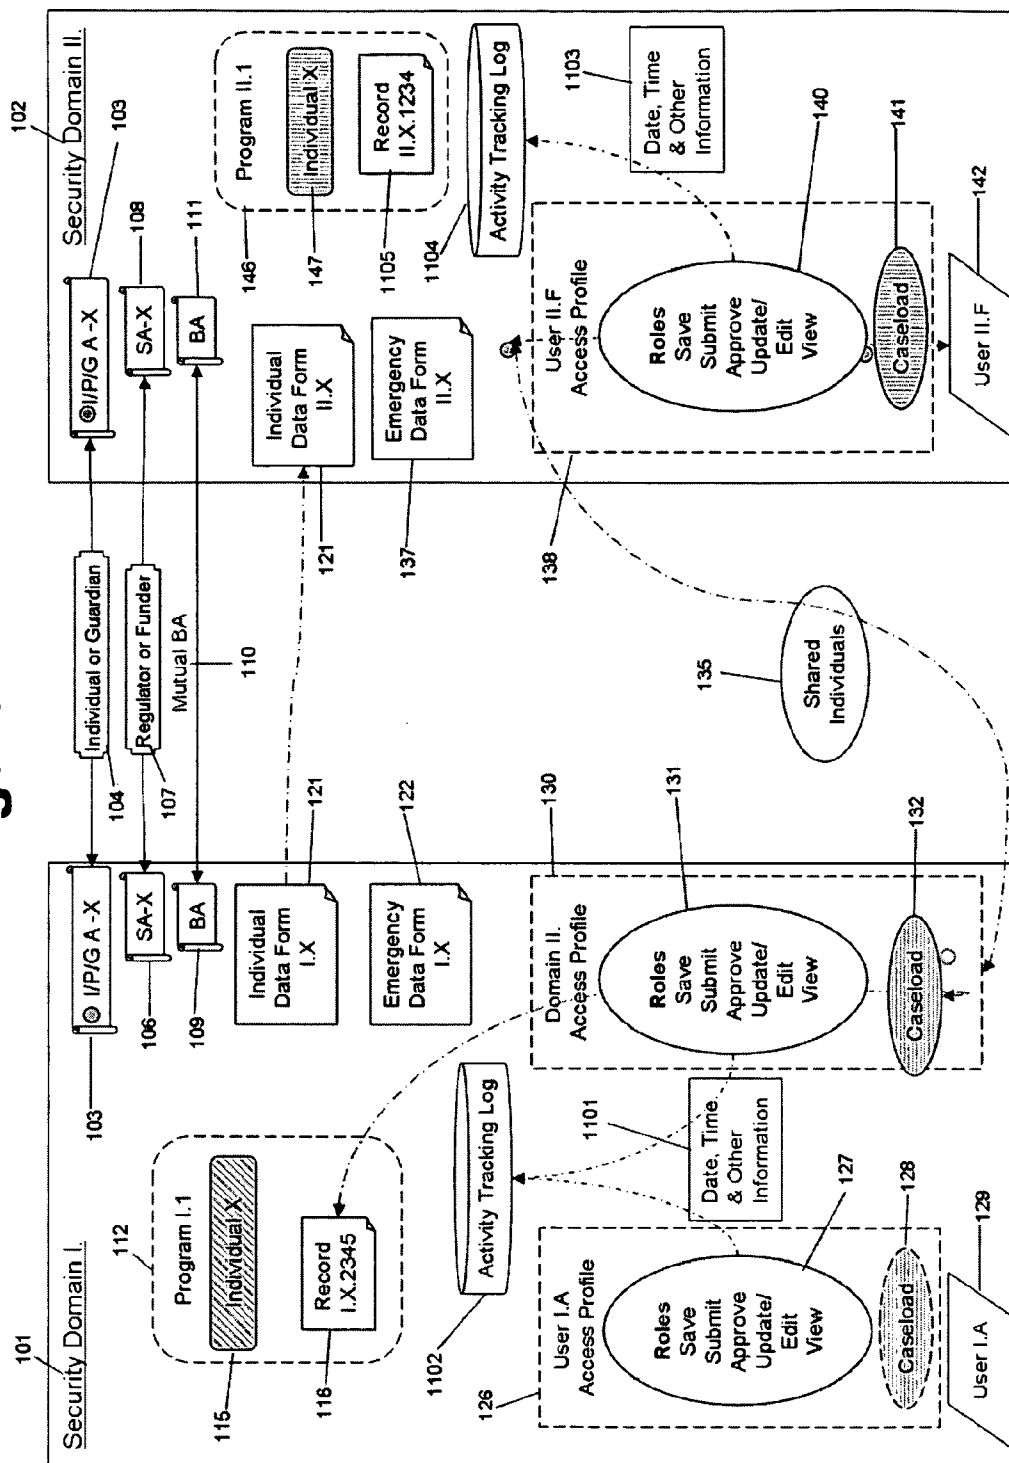 101
Security Domain I.
112
Program I.1
Individual X
115
Record
I.X.2345
116
1102
Activity Tracking Log
103
I/P/G A -X
SA-X
106
BA
109
Individual
Data Form
I.X
121
Emergency
Data Form
I.X
122
126
User I.A
Access Profile
Roles
Save
Submit
Approve
Update/
Edit
View
127
Caseload
128
User I.A
129
1101
Date, Time
& Other
Information
Domain II.
Access Profile
130
Roles
Save
Submit
Approve
Update/
Edit
View
131
Caseload
132
Individual or Guardian
104
Regulator or Funder
107
Mutual BA
110
Shared
Individuals
135
102
Security Domain II.
I/P/G A -X
103
SA-X
108
BA
111
Program II.1
146
Individual X
147
Record
II.X.1234
1105
Individual
Data Form
II.X
121
Emergency
Data Form
II.X
137
1104
Activity Tracking Log
1103
Date, Time
& Other
Information
138
User II.F
Access Profile
Roles
Save
Submit
Approve
Update/
Edit
View
140
Caseload
141
User II.F
142